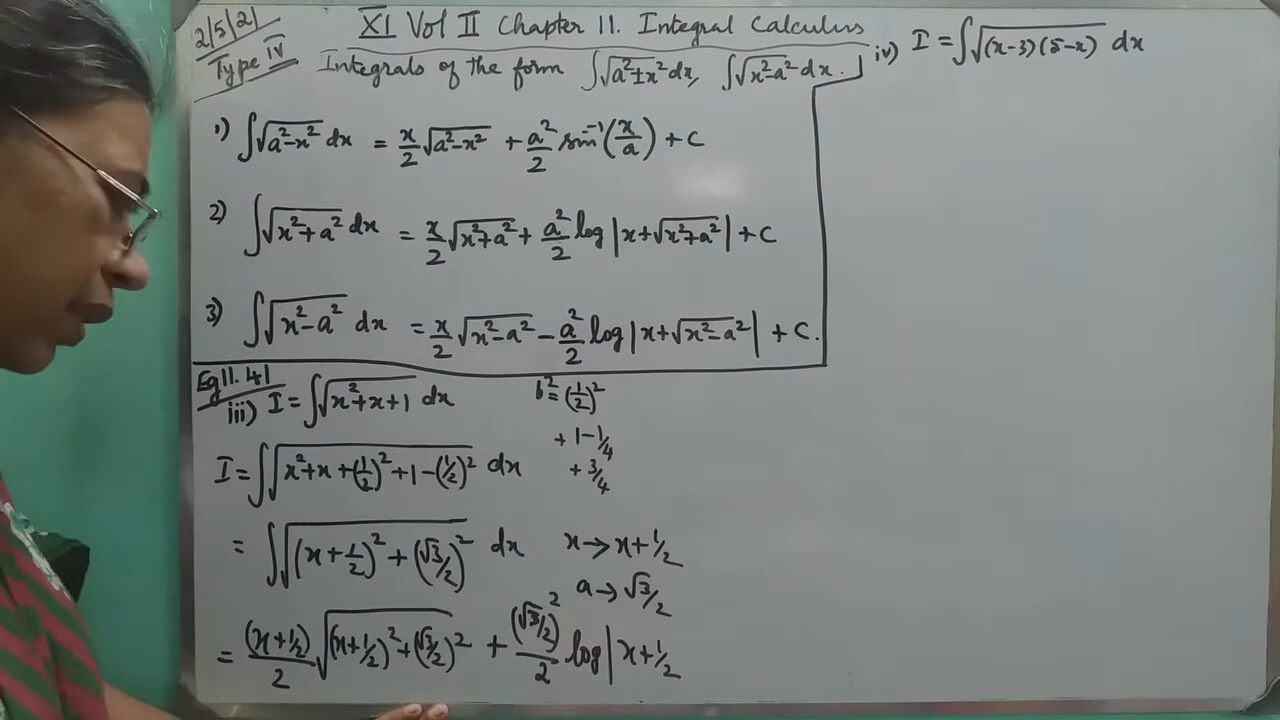 2/5/21
Type iv
XI Vol II Chapter 11. Integral Calculus
Integrals of the form ∫√(a²±x²) dx, ∫√(x²-a²) dx.
1) ∫√(a²-x²) dx = x/2 √(a²-x²) + a²/2 sin⁻¹(x/a) + c
2) ∫√(x²+a²) dx = x/2 √(x²+a²) + a²/2 log|x+√(x²+a²)| + c
3) ∫√(x²-a²) dx = x/2 √(x²-a²) - a²/2 log|x+√(x²-a²)| + c.
Eg 11.41
iii) I = ∫√(x²+x+1) dx
b² = (1/2)²
+ 1 - 1/4
+ 3/4
I = ∫√(x²+x+(1/2)²+1-(1/2)²) dx
= ∫√((x+1/2)² + (√3/2)²) dx
x → x+1/2
a → √3/2
= (x+1/2)/2 √((x+1/2)²+(√3/2)²) + (√3/2)²/2 log|x+1/2
iv) I = ∫√((x-3)(5-x)) dx